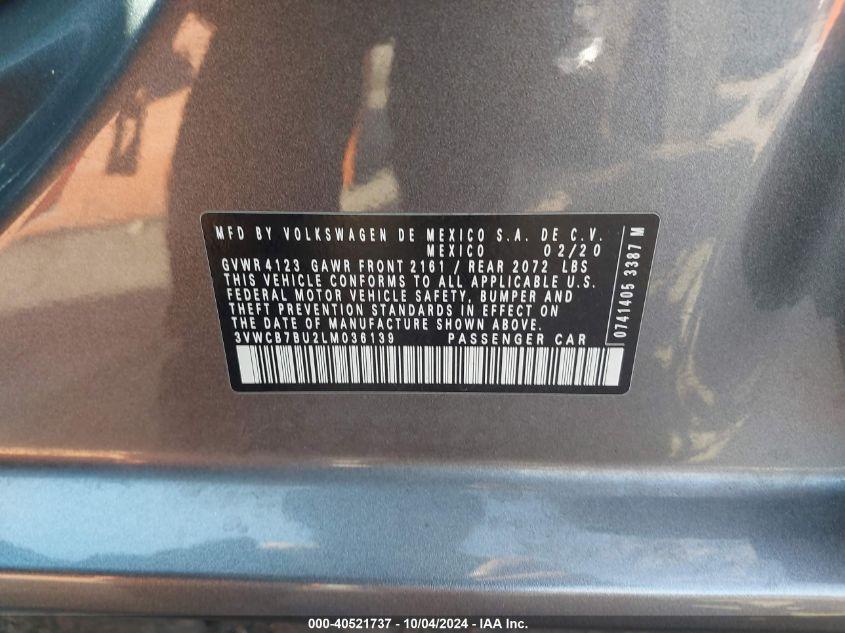 MFD BY VOLKSWAGEN DE MEXICO S.A. DE C.V.
MEXICO 02/20
GVWR 4123 GAWR FRONT 2161 / REAR 2072 LBS
THIS VEHICLE CONFORMS TO ALL APPLICABLE U.S.
FEDERAL MOTOR VEHICLE SAFETY, BUMPER AND
THEFT PREVENTION STANDARDS IN EFFECT ON
THE DATE OF MANUFACTURE SHOWN ABOVE.
3VWCB7BU2LM036139 PASSENGER CAR
0741405 3387 M
000-40521737 - 10/04/2024 - IAA Inc.